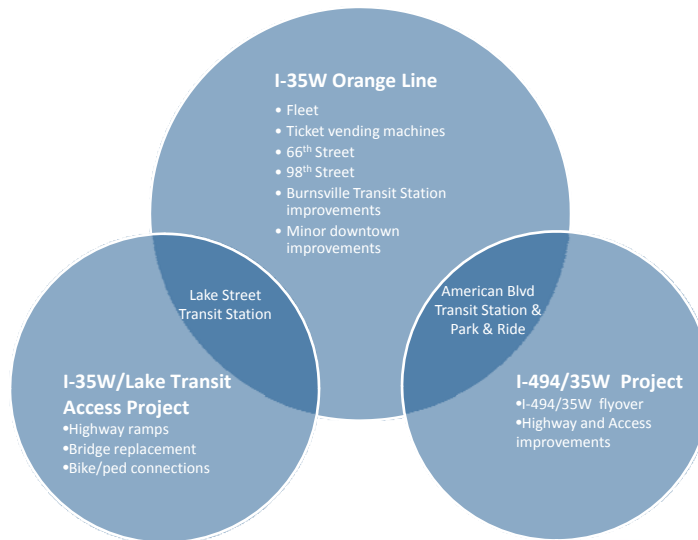 I-35W Orange Line
• Fleet
• Ticket vending machines
• 66th Street
• 98th Street
• Burnsville Transit Station
improvements
• Minor downtown
improvements
Lake Street
Transit Station
American Blvd
Transit Station &
Park & Ride
I-35W/Lake Transit
Access Project
•Highway ramps
•Bridge replacement
•Bike/ped connections
I-494/35W Project
•I-494/35W flyover
•Highway and Access
improvements